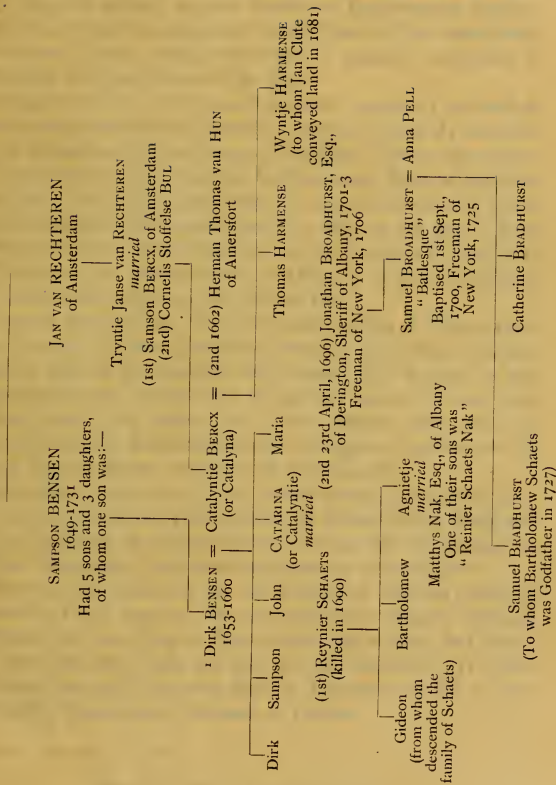 SAMPSON BENSEN
1649-1731
Had 5 sons and 3 daughters,
of whom one son was:—
JAN VAN RECHTEREN
of Amsterdam
Tryntie Janse van RECHTEREN
married
(1st) Samson BERCX, of Amsterdam
(2nd) Cornelis Stoffelse BUL
¹ Dirk BENSEN
1653-1660
=
Catalyntie BERCX
(or Catalyna)
=
(2nd 1662) Herman Thomas van HUN
of Amersfort
Dirk
Sampson
John
CATARINA
(or Catalyntie)
married
Maria
Thomas HARMENSE
Wyntje HARMENSE
(to whom Jan Clute
conveyed land in 1681)
(1st) Reynier SCHAETS
(killed in 1690)
(2nd 23rd April, 1696) Jonathan BROADHURST, Esq.,
of Derington, Sheriff of Albany, 1701-3
Freeman of New York, 1706
Gideon
(from whom
descended the
family of Schaets)
Bartholomew
Agnietje
married
Matthys Nak, Esq., of Albany
One of their sons was
" Reinier Schaets Nak "
Samuel BROADHURST = Anna PELL
" Batlesque "
Baptised 1st Sept.,
1700, Freeman of
New York, 1725
Samuel BRADHURST
(To whom Bartholomew Schaets
was Godfather in 1727)
Catherine BRADHURST